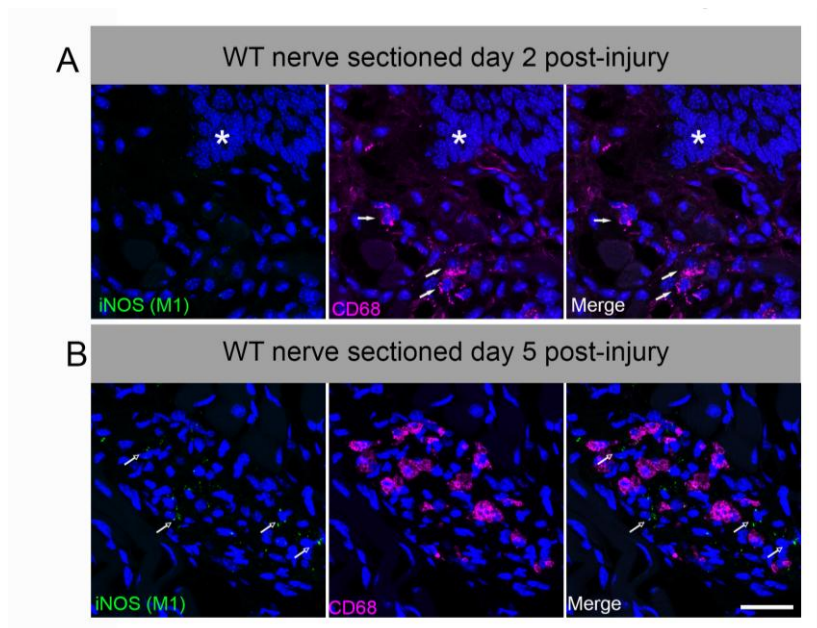 A
WT nerve sectioned day 2 post-injury
*
*
*
iNOS (M1)
CD68
Merge
B
WT nerve sectioned day 5 post-injury
iNOS (M1)
CD68
Merge